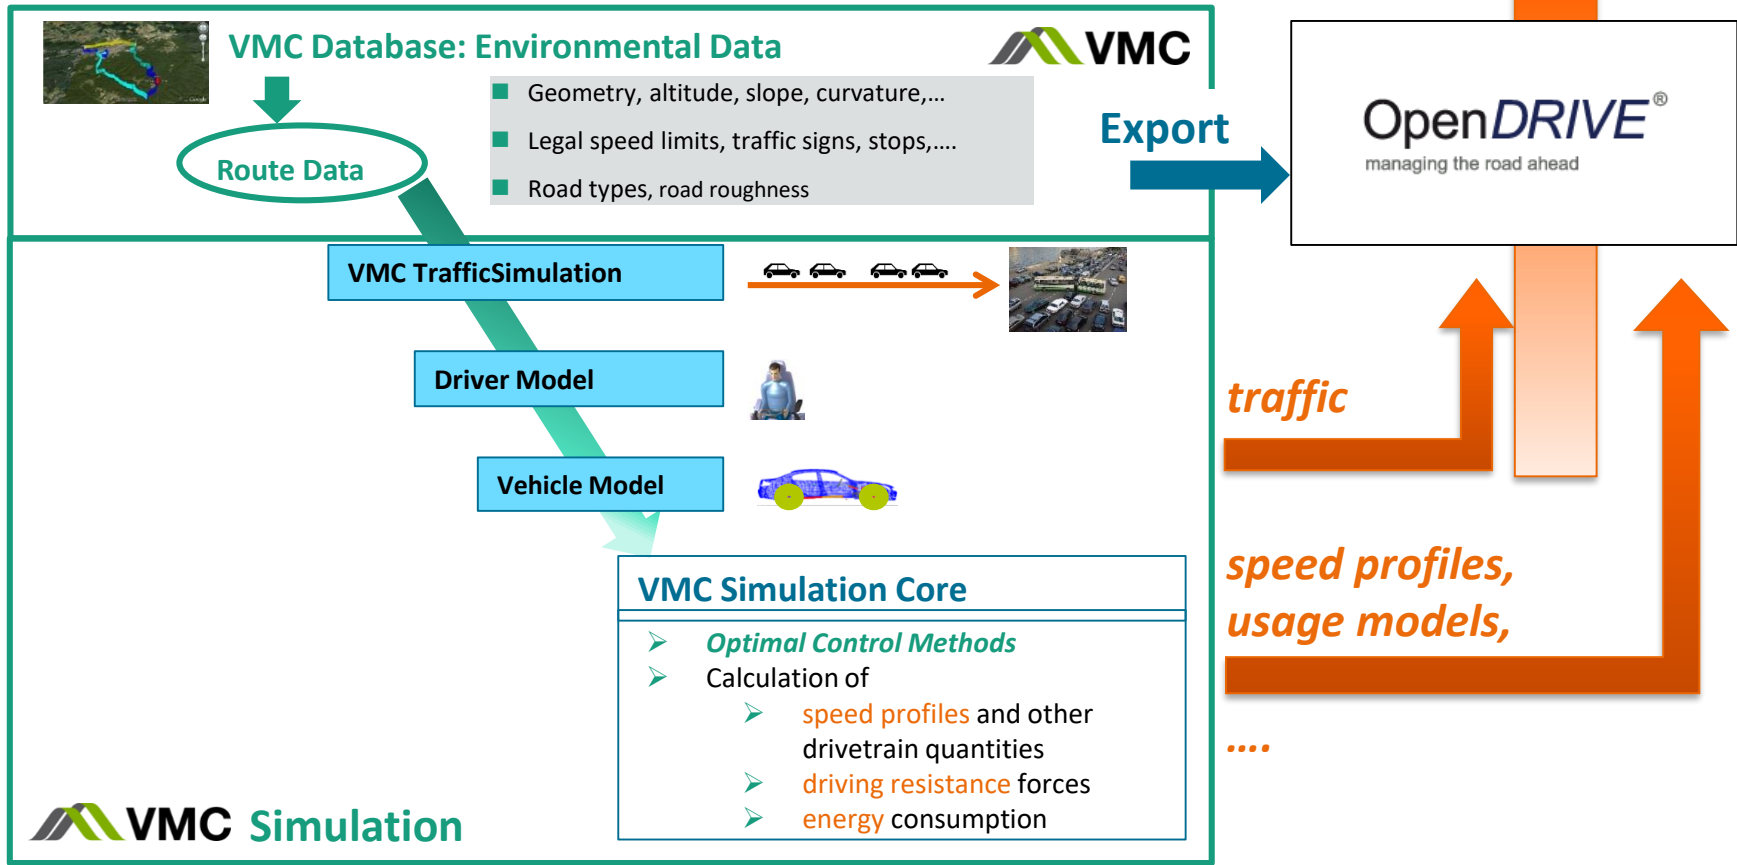 VMC Database: Environmental Data
VMC
Geometry, altitude, slope, curvature,...
Legal speed limits, traffic signs, stops,....
Road types, road roughness
Route Data
Export
OpenDRIVE®
managing the road ahead
VMC TrafficSimulation
Driver Model
Vehicle Model
traffic
speed profiles,
usage models,
....
VMC Simulation Core
Optimal Control Methods
Calculation of
speed profiles and other
drivetrain quantities
driving resistance forces
energy consumption
VMC Simulation